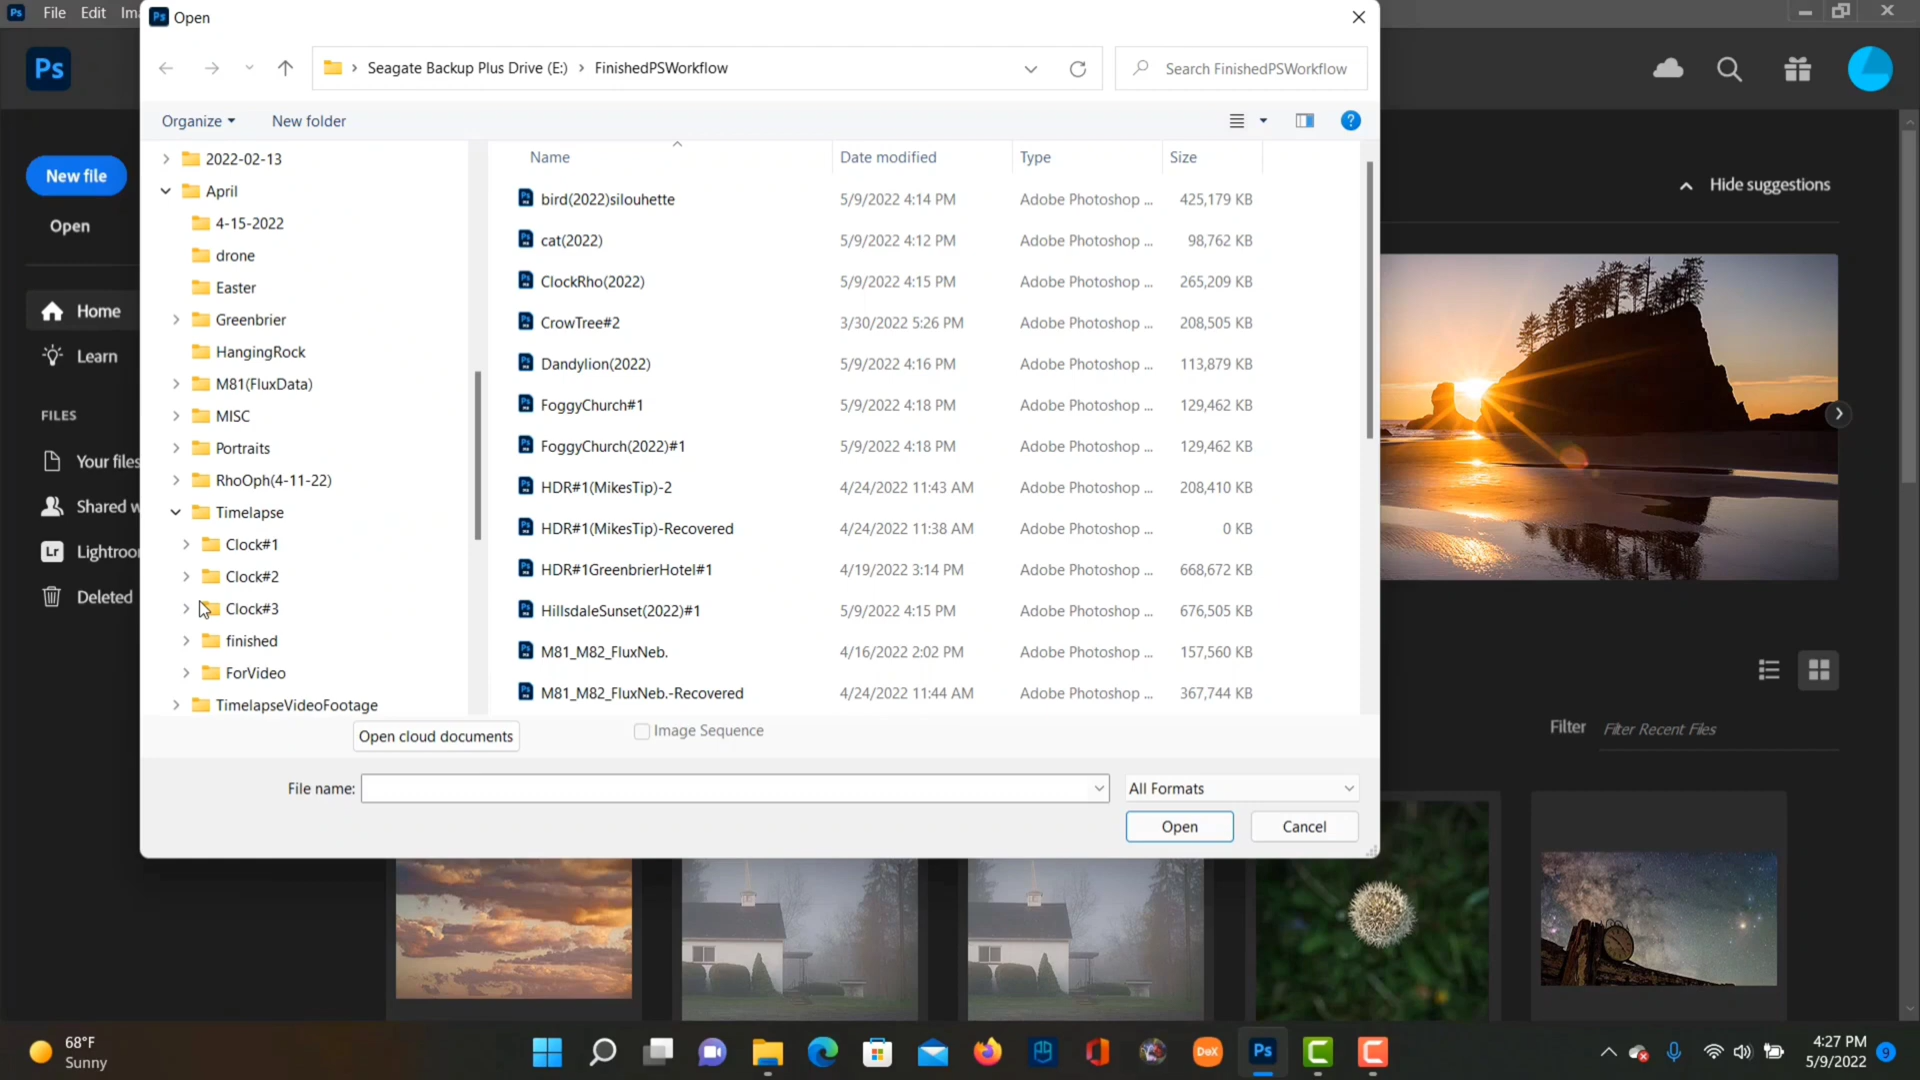 Ps File Edit Im
Ps Open
Ps
Seagate Backup Plus Drive (E:) › FinishedPSWorkflow
Search FinishedPSWorkflow
Organize
New folder
New file
Open
Home
Learn
FILES
Your files
Shared w
Lr Lightroo
Deleted
2022-02-13
April
4-15-2022
drone
Easter
Greenbrier
HangingRock
M81(FluxData)
MISC
Portraits
RhoOph(4-11-22)
Timelapse
Clock#1
Clock#2
Clock#3
finished
ForVideo
TimelapseVideoFootage
Name Date modified Type Size
bird(2022)silouhette 5/9/2022 4:14 PM Adobe Photoshop ... 425,179 KB
cat(2022) 5/9/2022 4:12 PM Adobe Photoshop ... 98,762 KB
ClockRho(2022) 5/9/2022 4:15 PM Adobe Photoshop ... 265,209 KB
CrowTree#2 3/30/2022 5:26 PM Adobe Photoshop ... 208,505 KB
Dandylion(2022) 5/9/2022 4:16 PM Adobe Photoshop ... 113,879 KB
FoggyChurch#1 5/9/2022 4:18 PM Adobe Photoshop ... 129,462 KB
FoggyChurch(2022)#1 5/9/2022 4:18 PM Adobe Photoshop ... 129,462 KB
HDR#1(MikesTip)-2 4/24/2022 11:43 AM Adobe Photoshop ... 208,410 KB
HDR#1(MikesTip)-Recovered 4/24/2022 11:38 AM Adobe Photoshop ... 0 KB
HDR#1GreenbrierHotel#1 4/19/2022 3:14 PM Adobe Photoshop ... 668,672 KB
HillsdaleSunset(2022)#1 5/9/2022 4:15 PM Adobe Photoshop ... 676,505 KB
M81_M82_FluxNeb. 4/16/2022 2:02 PM Adobe Photoshop ... 157,560 KB
M81_M82_FluxNeb.-Recovered 4/24/2022 11:44 AM Adobe Photoshop ... 367,744 KB
Open cloud documents
Image Sequence
File name:
All Formats
Open
Cancel
Hide suggestions
Filter Filter Recent Files
68°F
Sunny
DeX
Ps
4:27 PM
5/9/2022
9